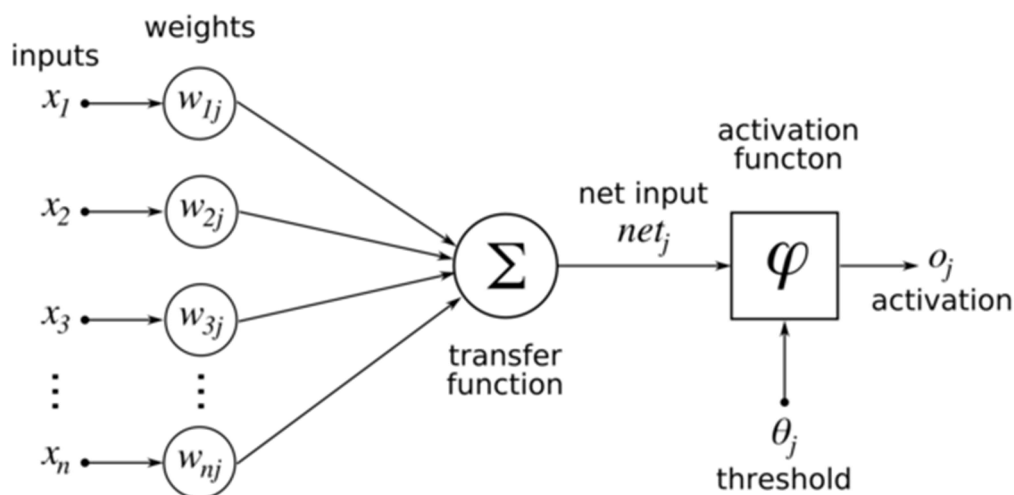 weights
inputs
x1
w1j
x2
w2j
x3
w3j
⋮ ⋮
xn
wnj
Σ
transfer
function
net input
netj
activation
functon
φ
oj
activation
θj
threshold